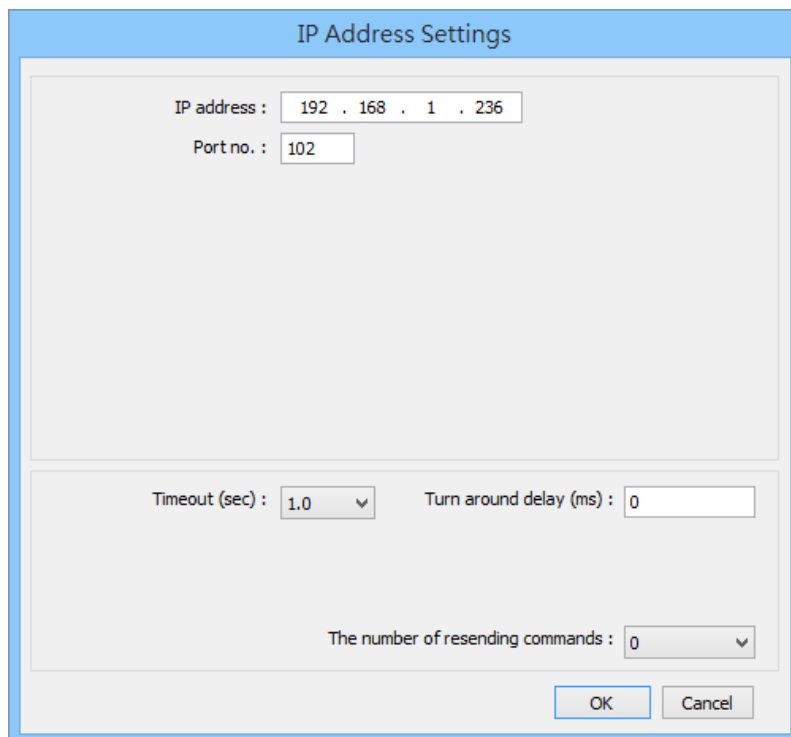 IP Address Settings
IP address : 192 . 168 . 1 . 236
Port no. : 102
Timeout (sec) : 1.0 Turn around delay (ms) : 0
The number of resending commands : 0
OK Cancel